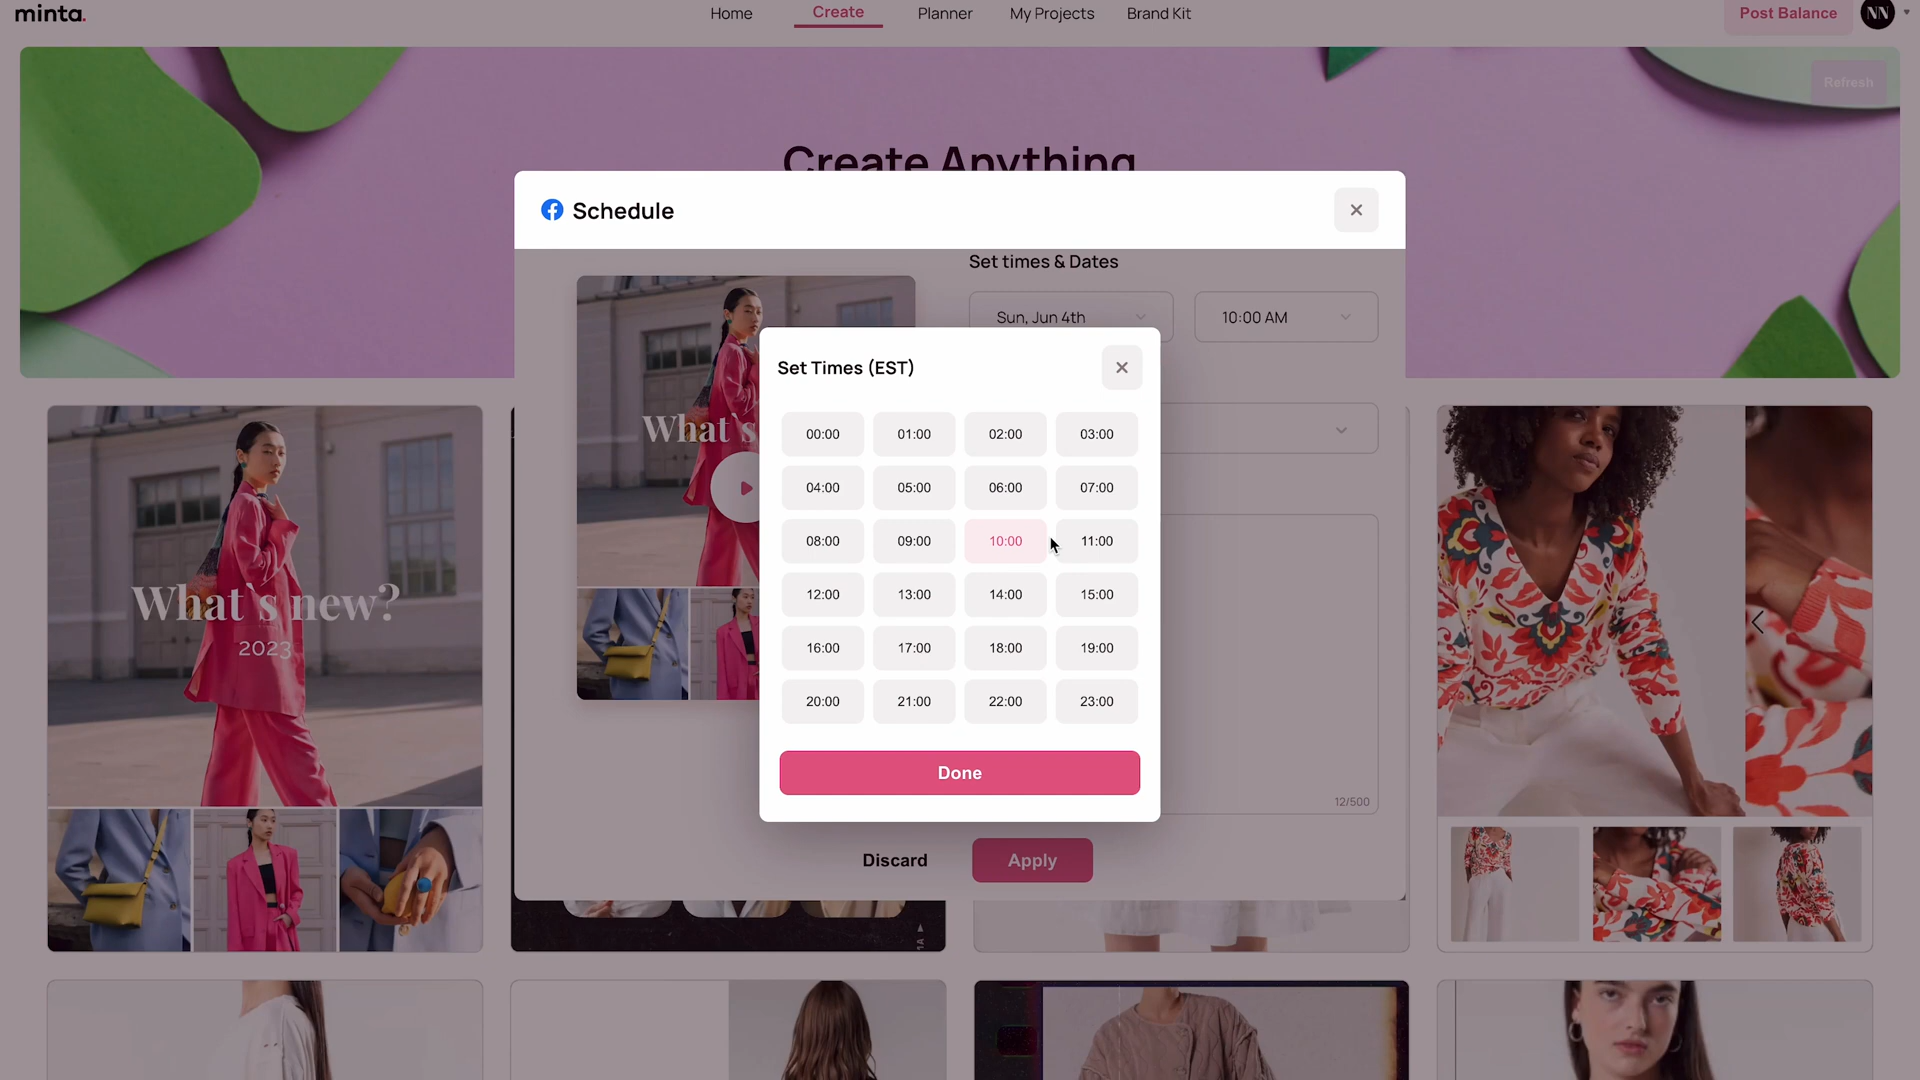 minta.
Home
Create
Planner
My Projects
Brand Kit
Post Balance
NN
Refresh
Create Anything
Schedule
Set times & Dates
Sun, Jun 4th
10:00 AM
What`s
Set Times (EST)
00:00 01:00 02:00 03:00
04:00 05:00 06:00 07:00
08:00 09:00 10:00 11:00
12:00 13:00 14:00 15:00
16:00 17:00 18:00 19:00
20:00 21:00 22:00 23:00
Done
12/500
Discard
Apply
What`s new?
2023